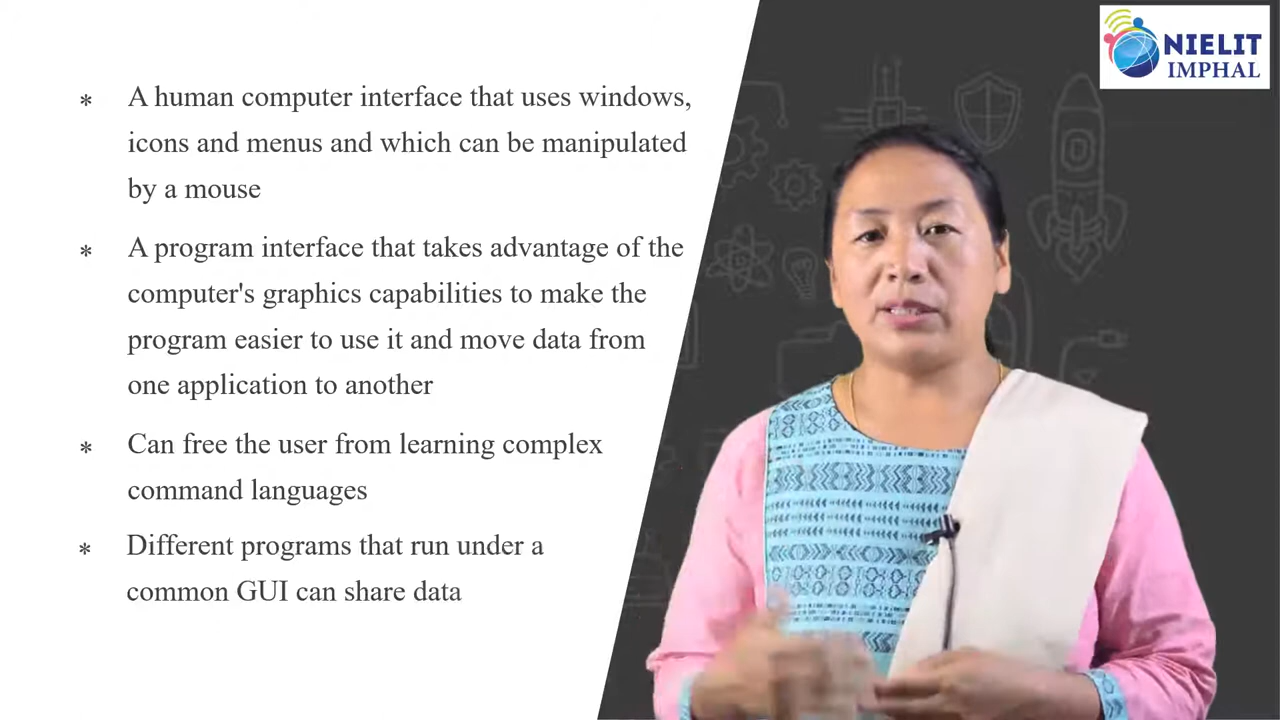 * A human computer interface that uses windows,
icons and menus and which can be manipulated
by a mouse
* A program interface that takes advantage of the
computer's graphics capabilities to make the
program easier to use it and move data from
one application to another
* Can free the user from learning complex
command languages
* Different programs that run under a
common GUI can share data
NIELIT
IMPHAL